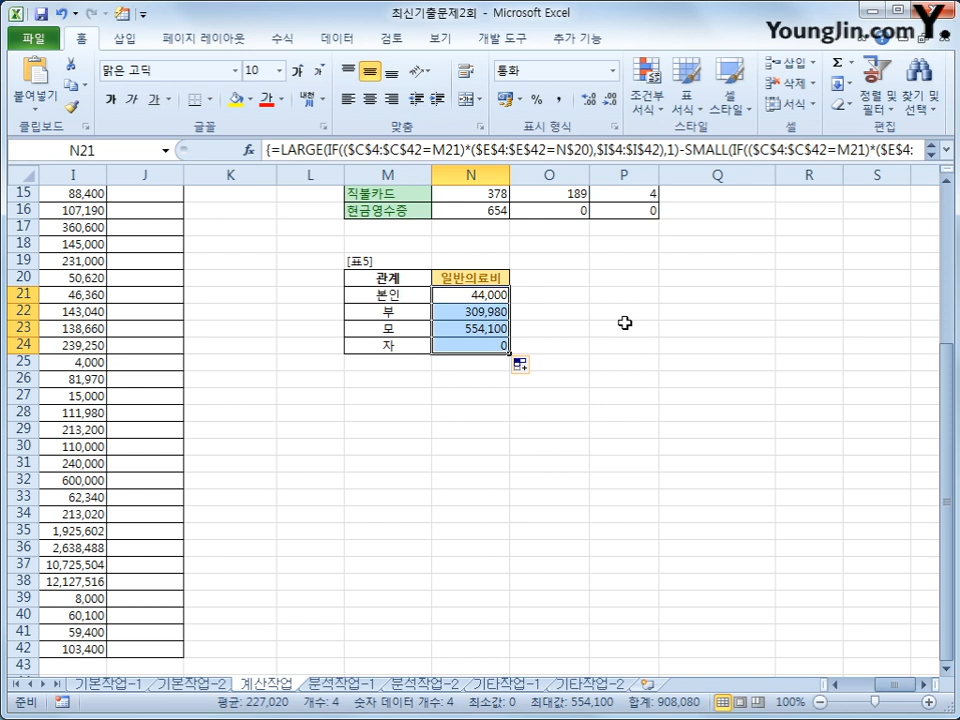 최신기출문제2회 - Microsoft Excel
Younglin.com Y.
파일 홈 삽입 페이지 레이아웃 수식 데이터 검토 보기 개발 도구 추가 기능
붙여넣기 맑은 고딕 10 가 가 가 가 가 통화 % , 조건부 서식 표 서식 셀 스타일 삽입 삭제 서식 Σ 정렬 및 필터 찾기 및 선택
클립보드 글꼴 맞춤 표시 형식 스타일 셀 편집
N21 fx {=LARGE(IF(($C$4:$C$42=M21)*($E$4:$E$42=N$20),$I$4:$I$42),1)-SMALL(IF(($C$4:$C$42=M21)*($E$4:
I J K L M N O P Q R S
15 88,400 직불카드 378 189 4
16 107,190 현금영수증 654 0 0
17 360,600
18 145,000
19 231,000 [표5]
20 50,620 관계 일반의료비
21 46,360 본인 44,000
22 143,040 부 309,980
23 138,660 모 554,100
24 239,250 자 0
25 4,000
26 81,970
27 15,000
28 111,980
29 213,200
30 110,000
31 240,000
32 600,000
33 62,340
34 213,020
35 1,925,602
36 2,638,488
37 10,725,504
38 12,127,516
39 8,000
40 60,100
41 59,400
42 103,400
43
기본작업-1 기본작업-2 계산작업 분석작업-1 분석작업-2 기타작업-1 기타작업-2
준비 평균: 227,020 개수: 4 숫자 데이터 개수: 4 최소값: 0 최대값: 554,100 합계: 908,080 100%